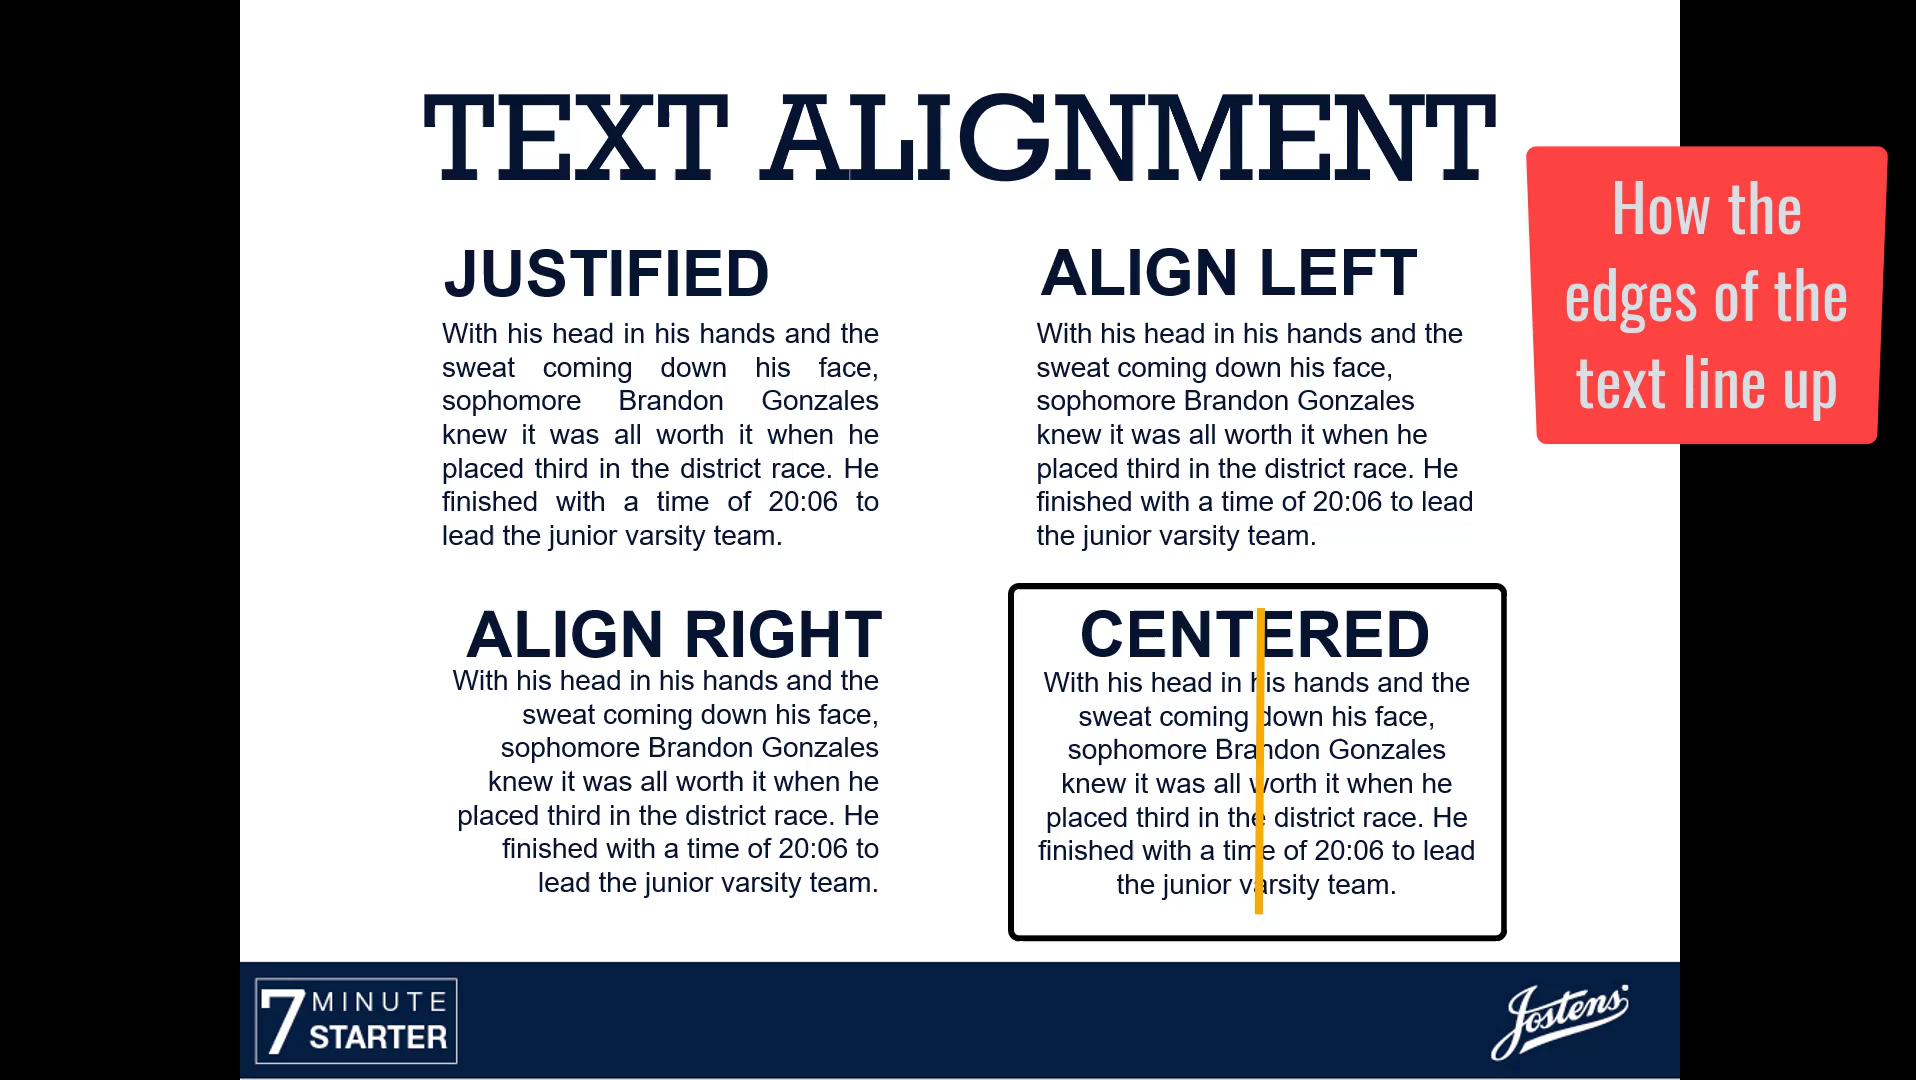 TEXT ALIGNMENT
How the
edges of the
text line up
JUSTIFIED
With his head in his hands and the
sweat coming down his face,
sophomore Brandon Gonzales
knew it was all worth it when he
placed third in the district race. He
finished with a time of 20:06 to
lead the junior varsity team.
ALIGN LEFT
With his head in his hands and the
sweat coming down his face,
sophomore Brandon Gonzales
knew it was all worth it when he
placed third in the district race. He
finished with a time of 20:06 to lead
the junior varsity team.
ALIGN RIGHT
With his head in his hands and the
sweat coming down his face,
sophomore Brandon Gonzales
knew it was all worth it when he
placed third in the district race. He
finished with a time of 20:06 to
lead the junior varsity team.
CENTERED
With his head in his hands and the
sweat coming down his face,
sophomore Brandon Gonzales
knew it was all worth it when he
placed third in the district race. He
finished with a time of 20:06 to lead
the junior varsity team.
7 MINUTE
STARTER
Jostens